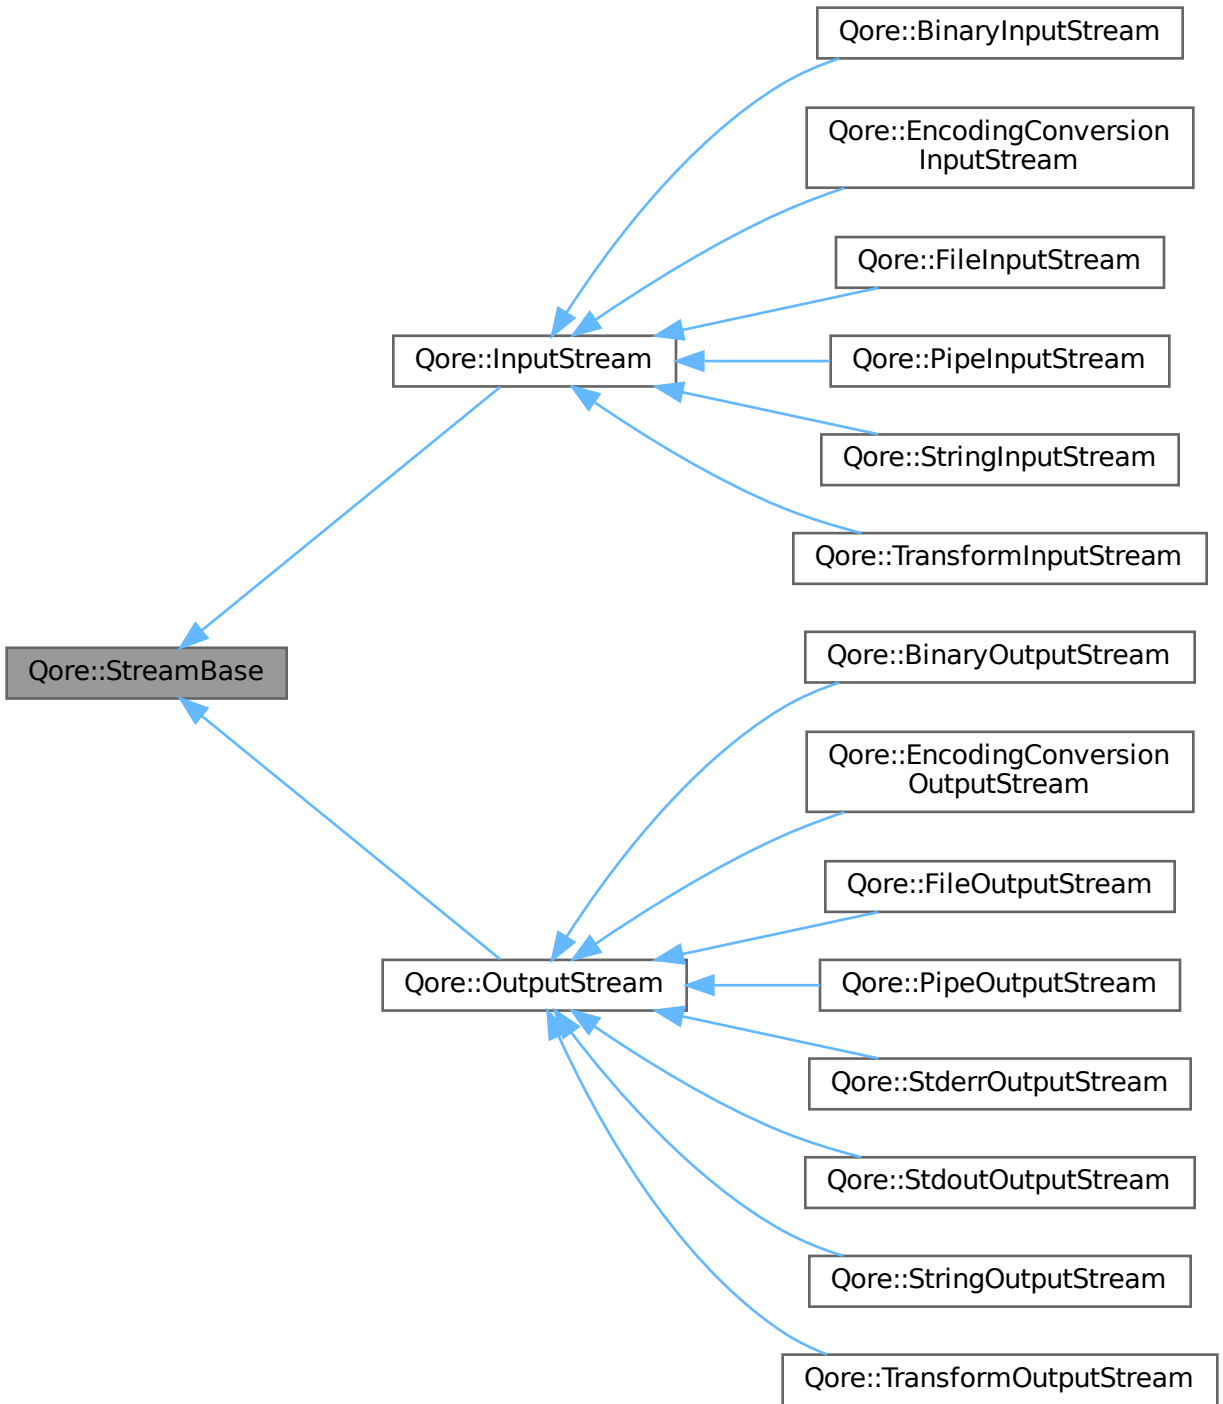 Qore::BinaryInputStream
Qore::EncodingConversion
InputStream
Qore::FileInputStream
Qore::InputStream
Qore::PipeInputStream
Qore::StringInputStream
Qore::TransformInputStream
Qore::StreamBase
Qore::BinaryOutputStream
Qore::EncodingConversion
OutputStream
Qore::FileOutputStream
Qore::OutputStream
Qore::PipeOutputStream
Qore::StderrOutputStream
Qore::StdoutOutputStream
Qore::StringOutputStream
Qore::TransformOutputStream